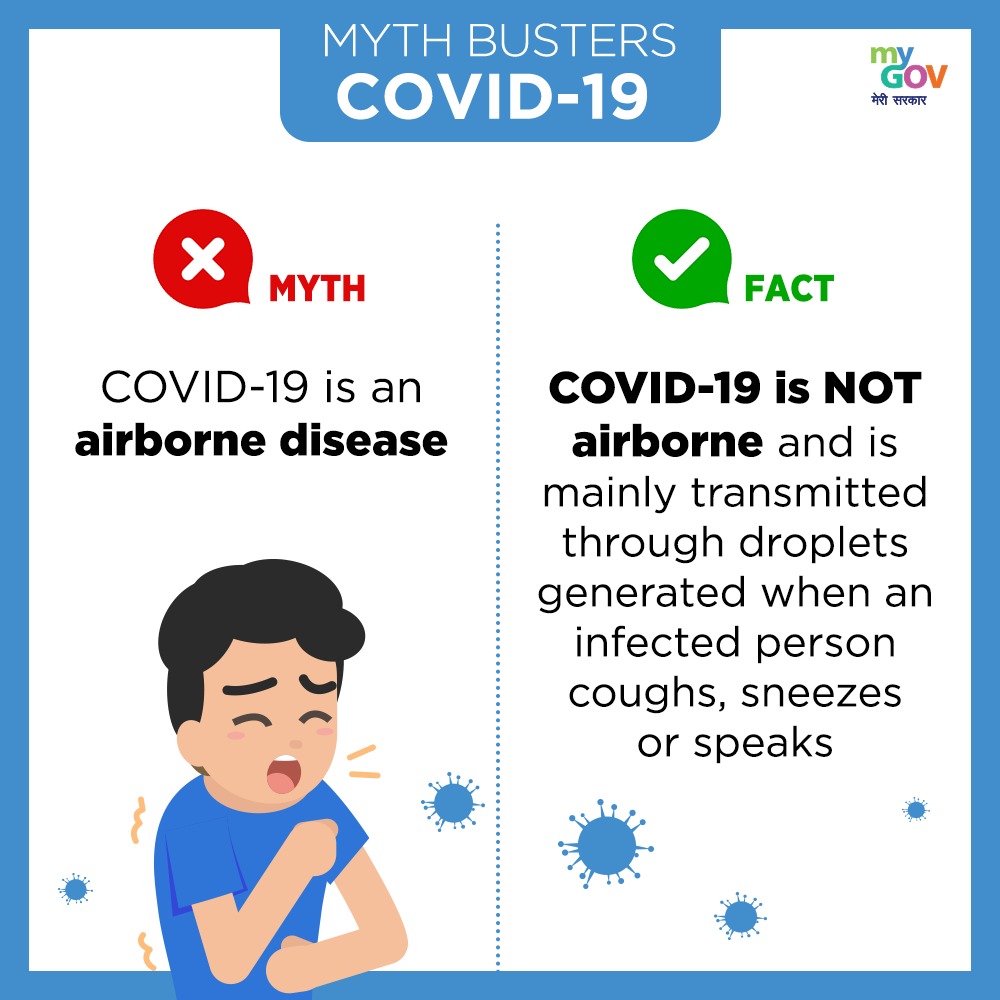 MYTH BUSTERS
COVID-19
my
GOV
मेरी सरकार
MYTH
COVID-19 is an
airborne disease
FACT
COVID-19 is NOT
airborne and is
mainly transmitted
through droplets
generated when an
infected person
coughs, sneezes
or speaks